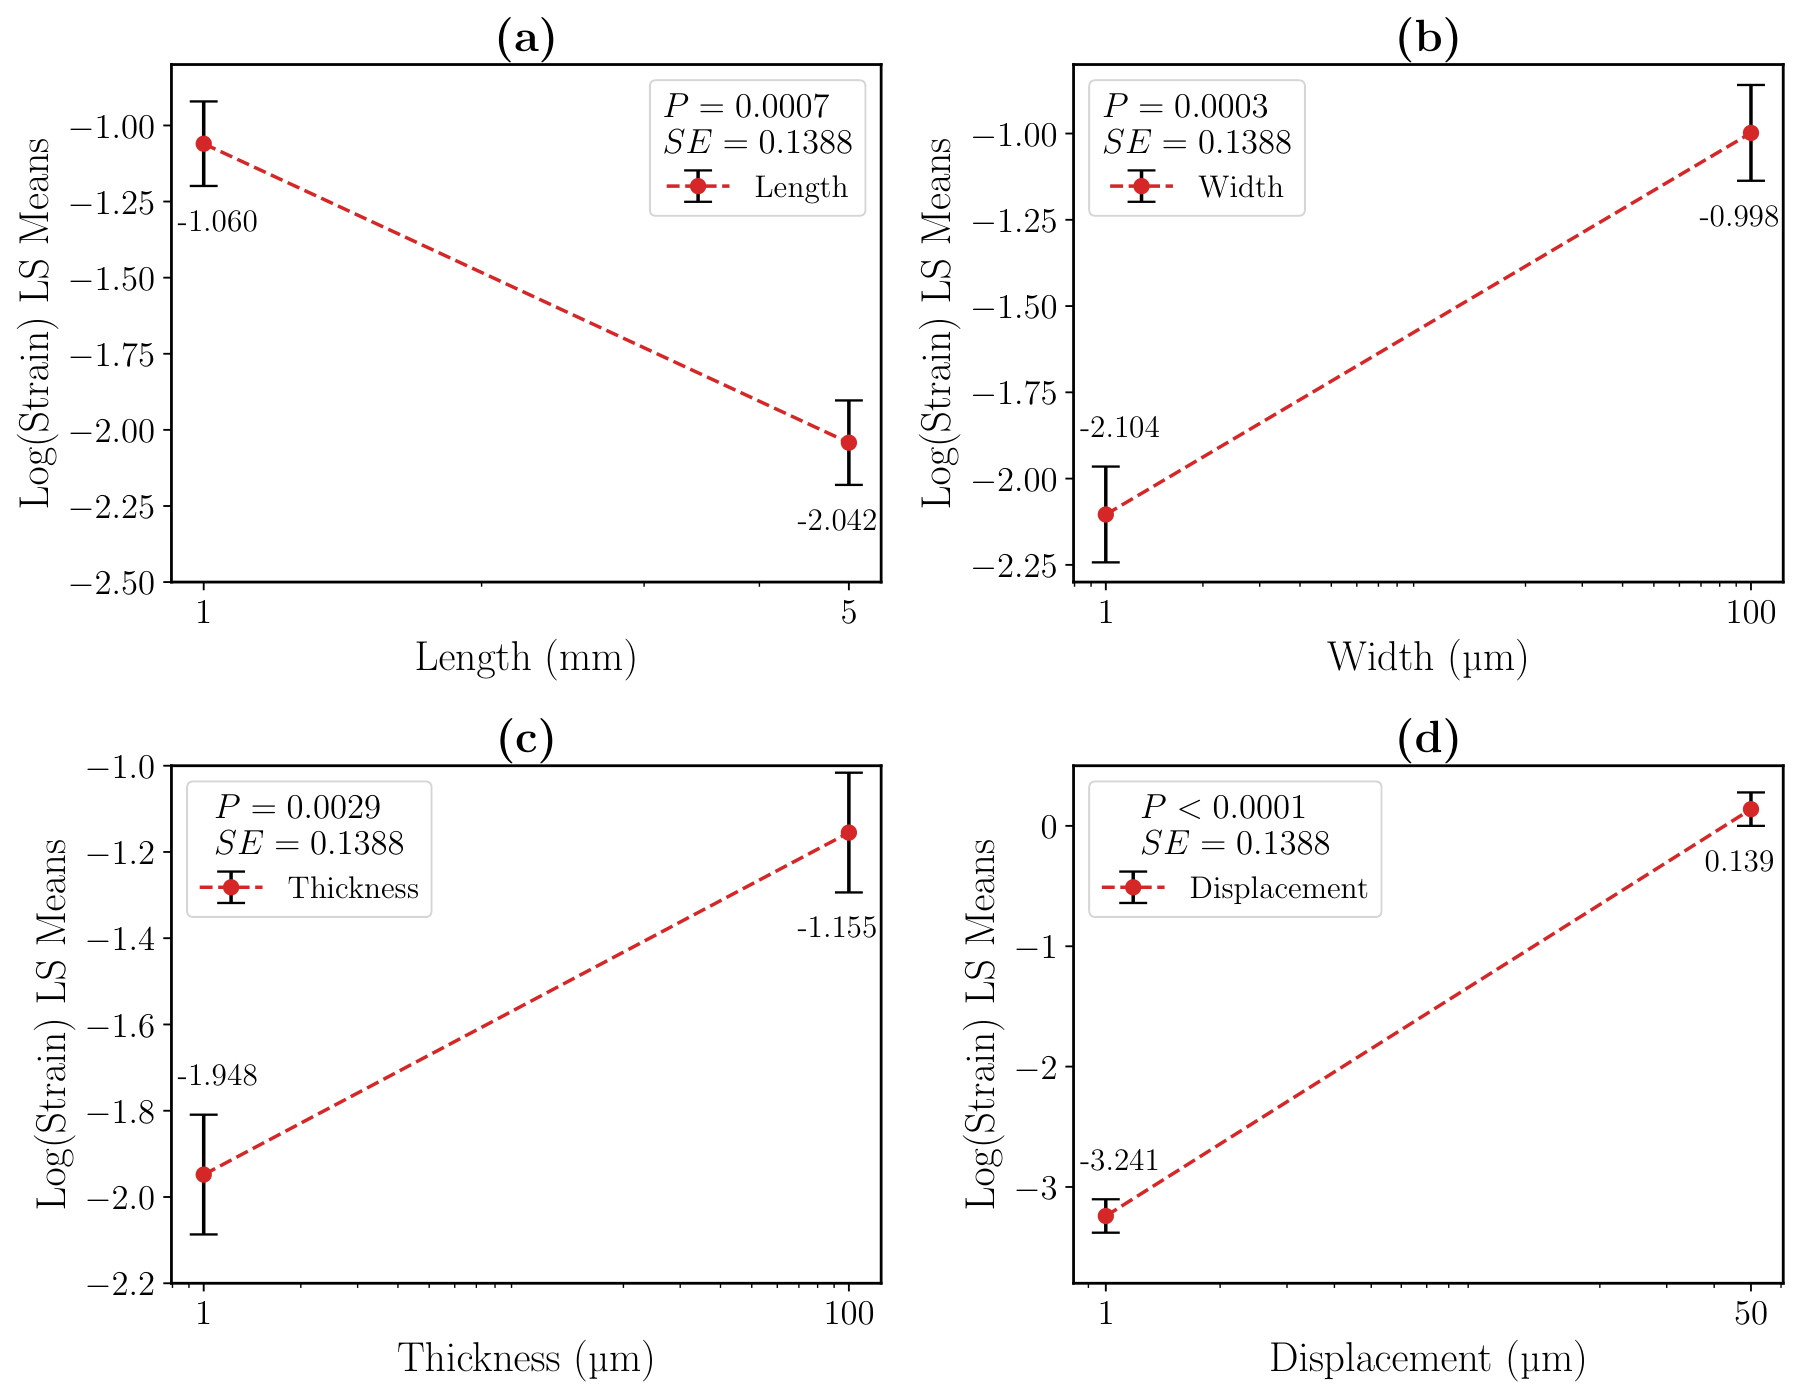 (a)
P = 0.0007
SE = 0.1388
Length
−1.00
−1.25
−1.50
−1.75
−2.00
−2.25
−2.50
-1.060
-2.042
1
5
Log(Strain) LS Means
Length (mm)
(b)
P = 0.0003
SE = 0.1388
Width
−1.00
−1.25
−1.50
−1.75
−2.00
−2.25
-0.998
-2.104
1
100
Log(Strain) LS Means
Width (µm)
(c)
P = 0.0029
SE = 0.1388
Thickness
−1.0
−1.2
−1.4
−1.6
−1.8
−2.0
−2.2
-1.155
-1.948
1
100
Log(Strain) LS Means
Thickness (µm)
(d)
P < 0.0001
SE = 0.1388
Displacement
0
−1
−2
−3
0.139
-3.241
1
50
Log(Strain) LS Means
Displacement (µm)